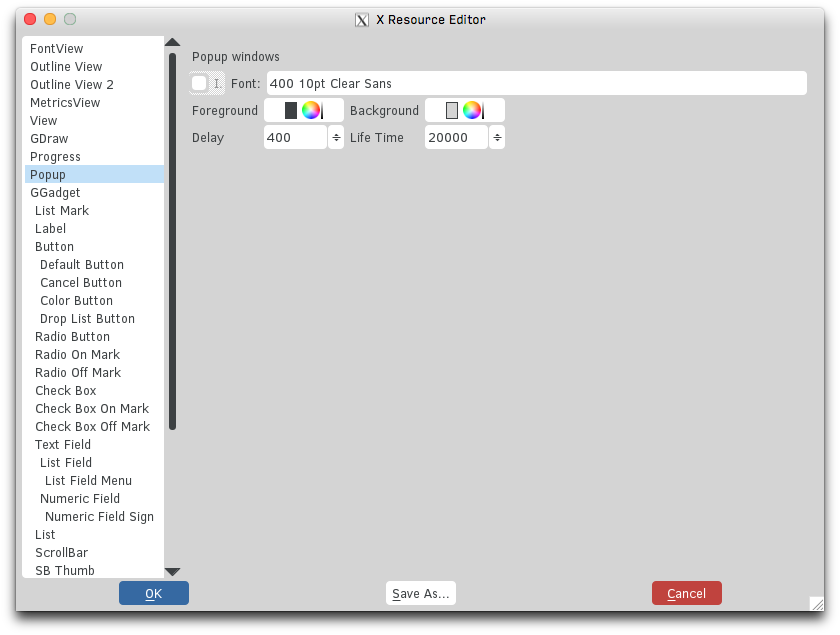 X Resource Editor
FontView
Outline View
Outline View 2
MetricsView
View
GDraw
Progress
Popup
GGadget
List Mark
Label
Button
Default Button
Cancel Button
Color Button
Drop List Button
Radio Button
Radio On Mark
Radio Off Mark
Check Box
Check Box On Mark
Check Box Off Mark
Text Field
List Field
List Field Menu
Numeric Field
Numeric Field Sign
List
ScrollBar
SB Thumb
Popup windows
I. Font: 400 10pt Clear Sans
Foreground Background
Delay 400 Life Time 20000
OK Save As... Cancel